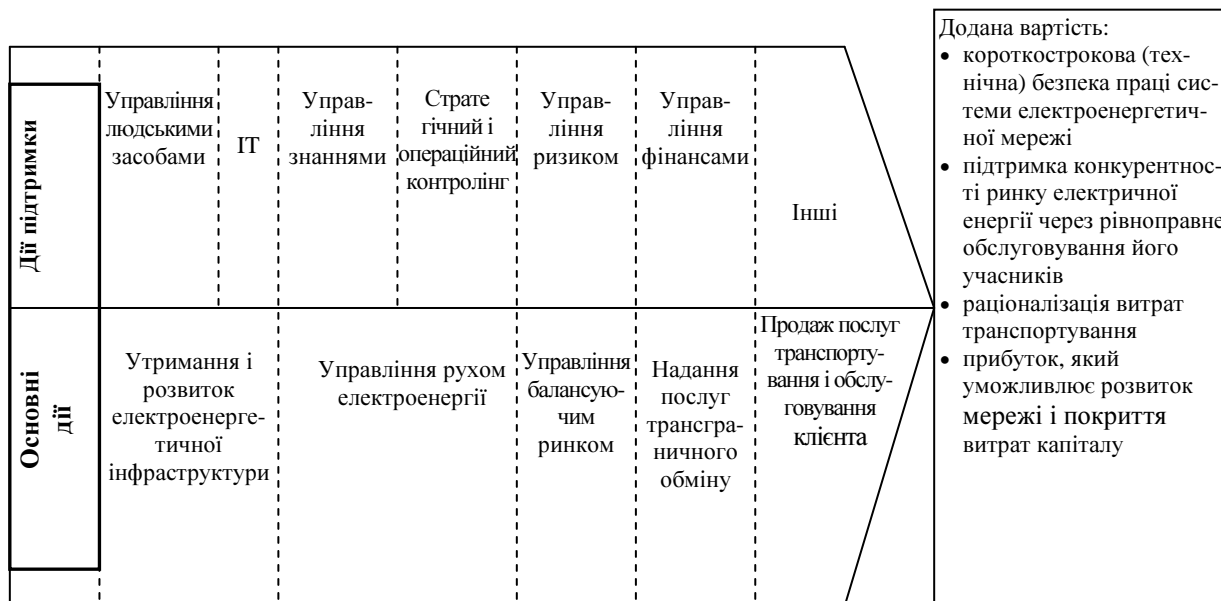 Дії підтримки
Управління
людськими
засобами
ІТ
Управ-
ління
знаннями
Страте
гічний і
операційний
контролінг
Управ-
ління
ризиком
Управ-
ління
фінансами
Інші
Основні
дії
Утримання і
розвиток
електроенерге-
тичної
інфраструктури
Управління рухом
електроенергії
Управління
балансую-
чим
ринком
Надання
послуг
трансгра-
ничного
обміну
Продаж послуг
транспорту-
вання і обслу-
говування
клієнта
Додана вартість:
• короткострокова (тех-
нічна) безпека праці сис-
теми електроенергетич-
ної мережі
• підтримка конкурентнос-
ті ринку електричної
енергії через рівноправне
обслуговування його
учасників
• раціоналізація витрат
транспортування
• прибуток, який
уможливлює розвиток
мережі і покриття
витрат капіталу